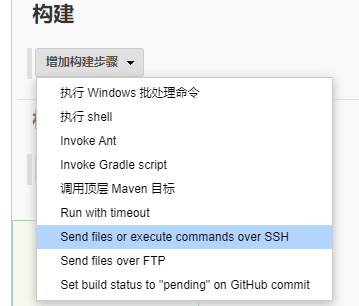 构建
增加构建步骤
执行 Windows 批处理命令
执行 shell
Invoke Ant
Invoke Gradle script
调用顶层 Maven 目标
Run with timeout
Send files or execute commands over SSH
Send files over FTP
Set build status to "pending" on GitHub commit